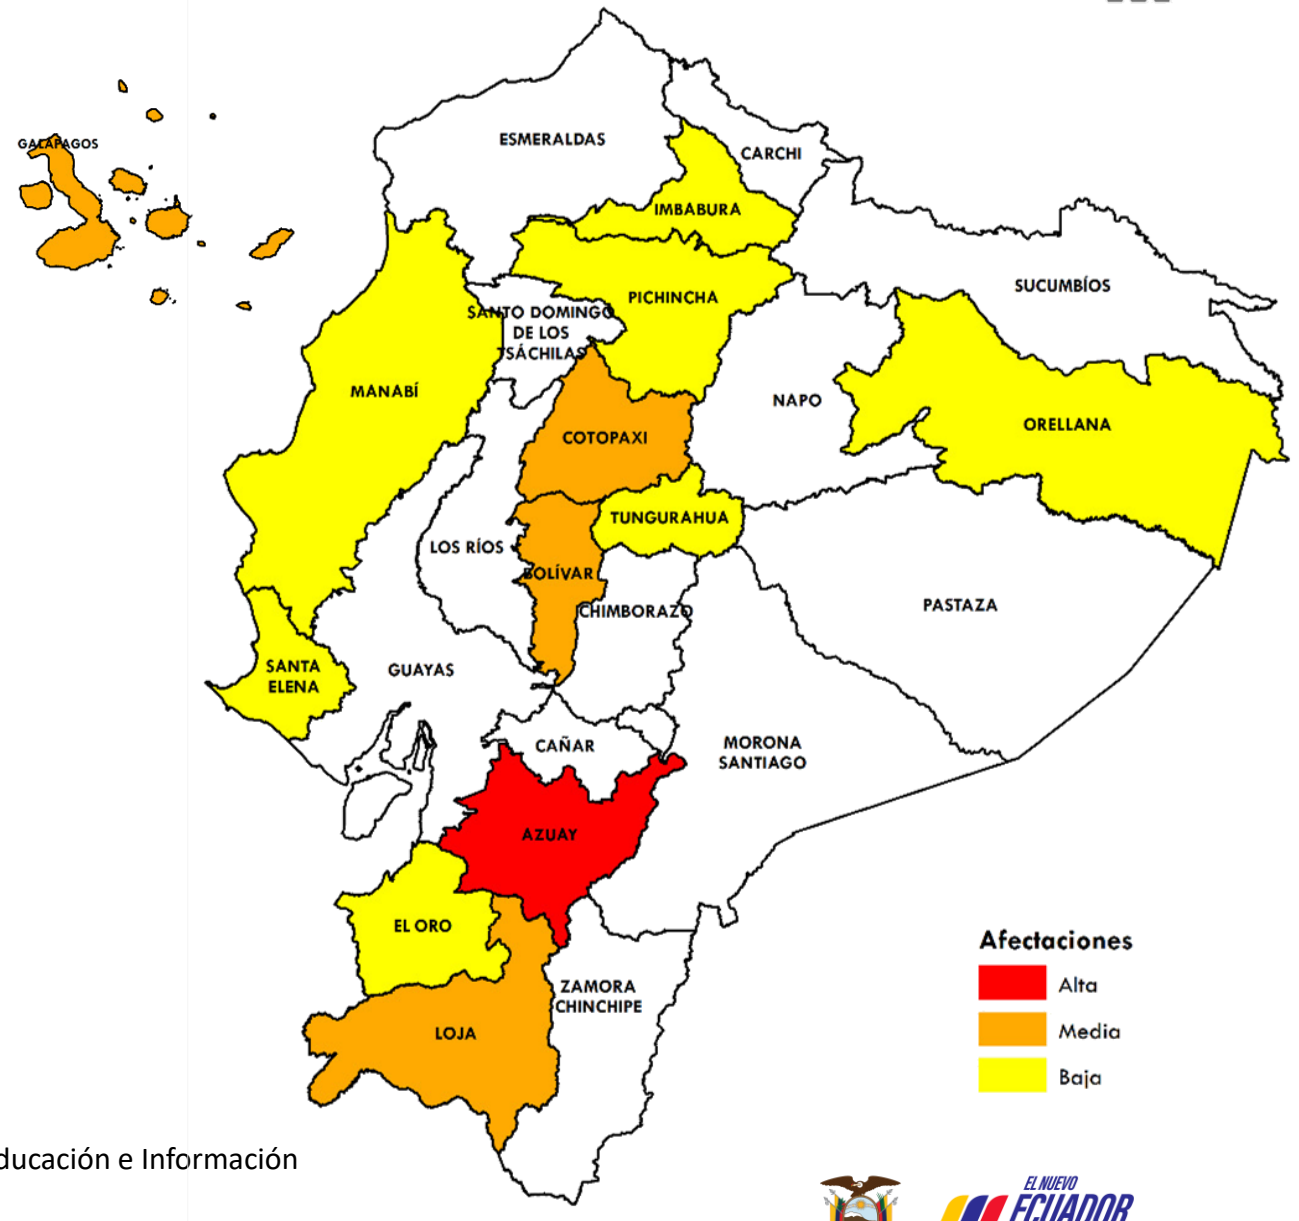 ESMERALDAS
GALÁPAGOS
CARCHI
IMBABURA
SUCUMBÍOS
PICHINCHA
SANTO DOMINGO
DE LOS
TSÁCHILAS
MANABÍ
NAPO
ORELLANA
COTOPAXI
TUNGURAHUA
LOS RÍOS
BOLÍVAR
PASTAZA
CHIMBORAZO
SANTA
ELENA
GUAYAS
CAÑAR
MORONA
SANTIAGO
AZUAY
EL ORO
ZAMORA
CHINCHIPE
LOJA
Afectaciones
Alta
Media
Baja
ducación e Información
EL NUEVO
ECUADOR